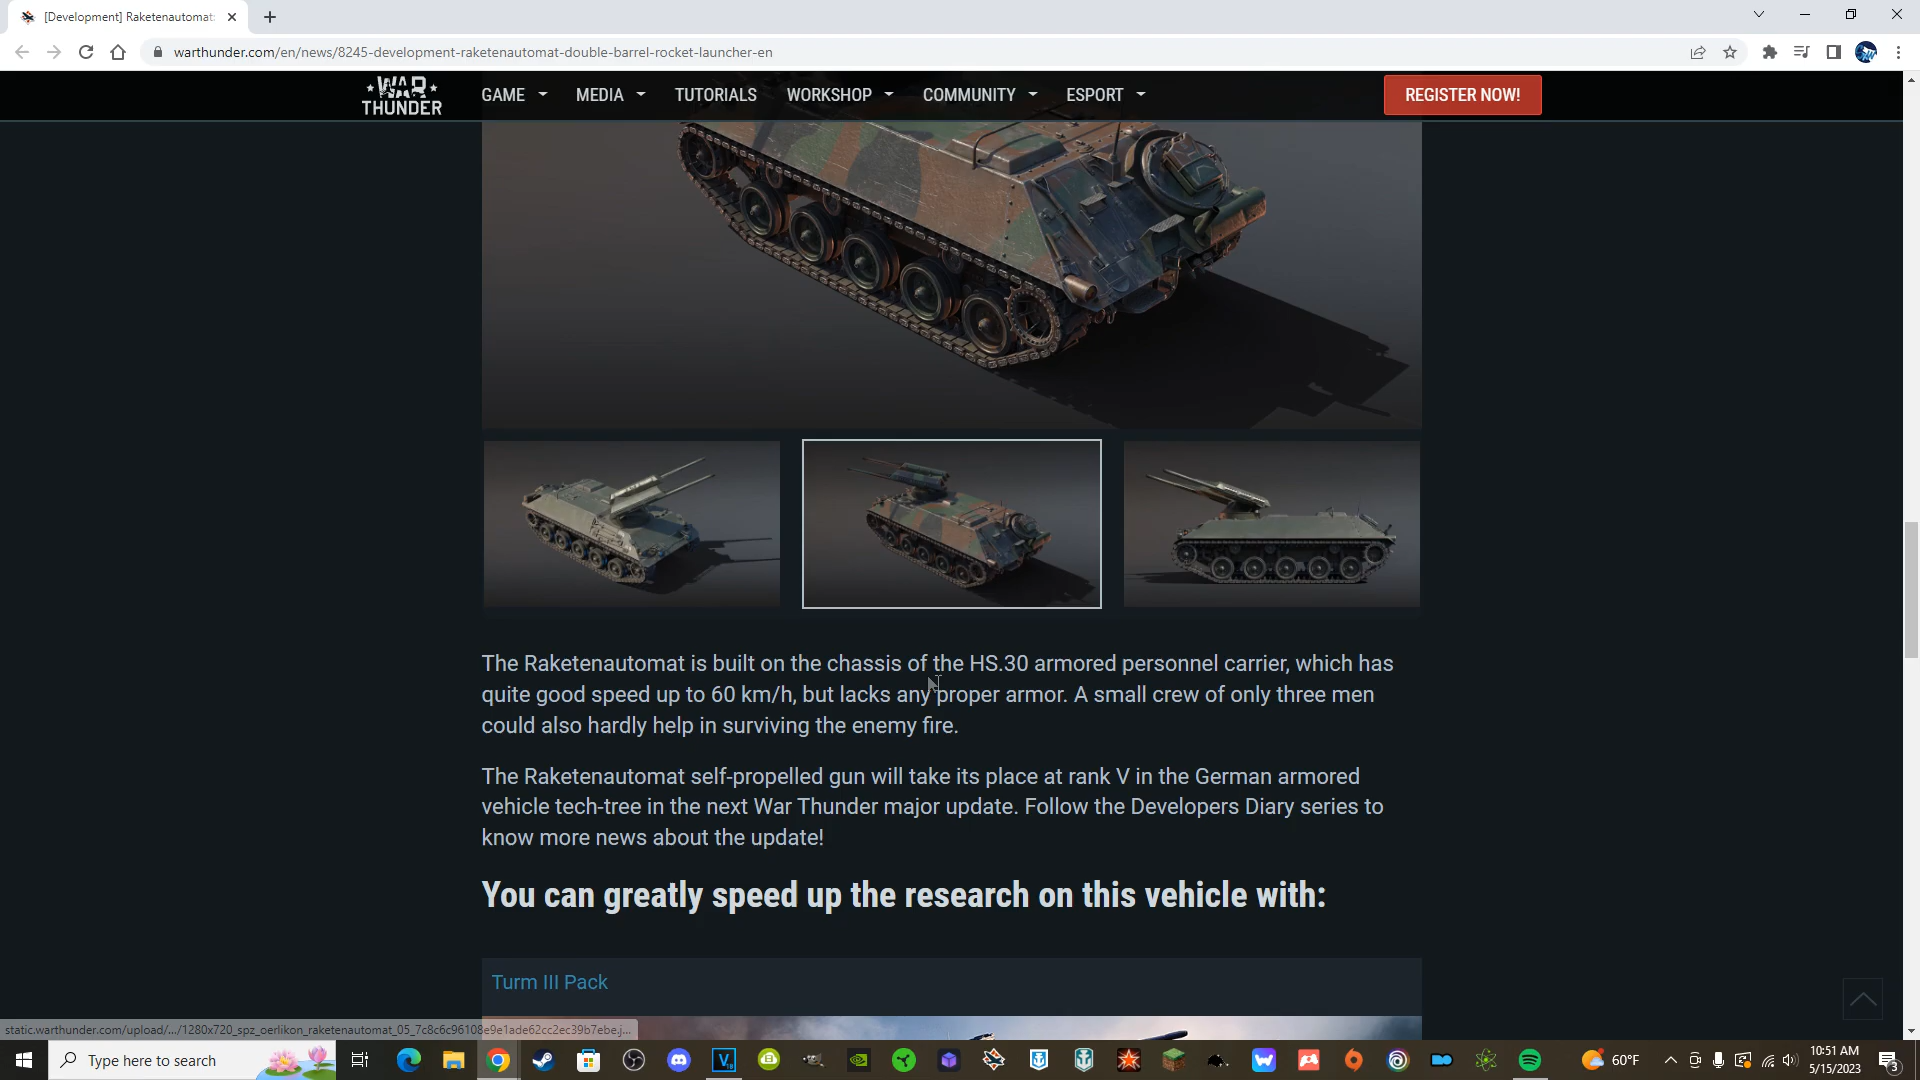 [Development] Raketenautomat:
warthunder.com/en/news/8245-development-raketenautomat-double-barrel-rocket-launcher-en
WAR THUNDER
GAME
MEDIA
TUTORIALS
WORKSHOP
COMMUNITY
ESPORT
REGISTER NOW!
The Raketenautomat is built on the chassis of the HS.30 armored personnel carrier, which has
quite good speed up to 60 km/h, but lacks any proper armor. A small crew of only three men
could also hardly help in surviving the enemy fire.
The Raketenautomat self-propelled gun will take its place at rank V in the German armored
vehicle tech-tree in the next War Thunder major update. Follow the Developers Diary series to
know more news about the update!
You can greatly speed up the research on this vehicle with:
Turm III Pack
static.warthunder.com/upload/.../1280x720_spz_oerlikon_raketenautomat_05_7c8c6c96108e9e1ade62cc2ec39b7ebe.j...
Type here to search
60°F
10:51 AM
5/15/2023
3